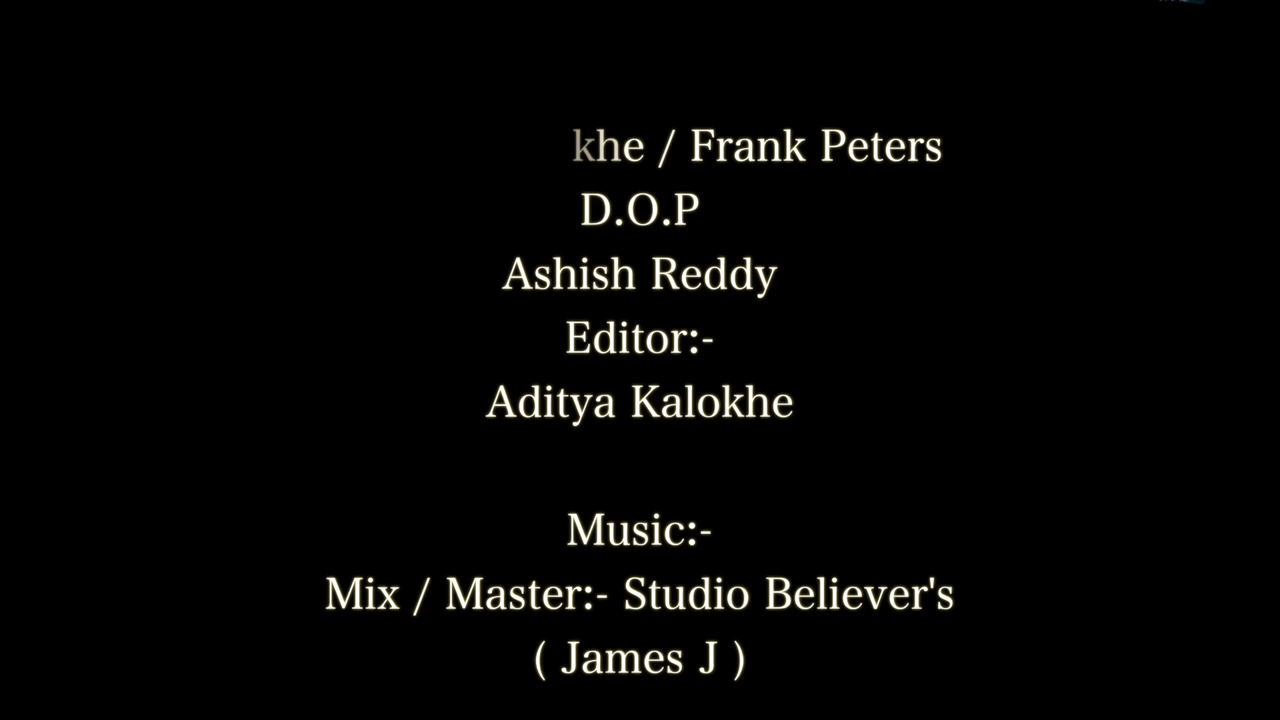 khe / Frank Peters
D.O.P
Ashish Reddy
Editor:-
Aditya Kalokhe
Music:-
Mix / Master:- Studio Believer's
( James J )